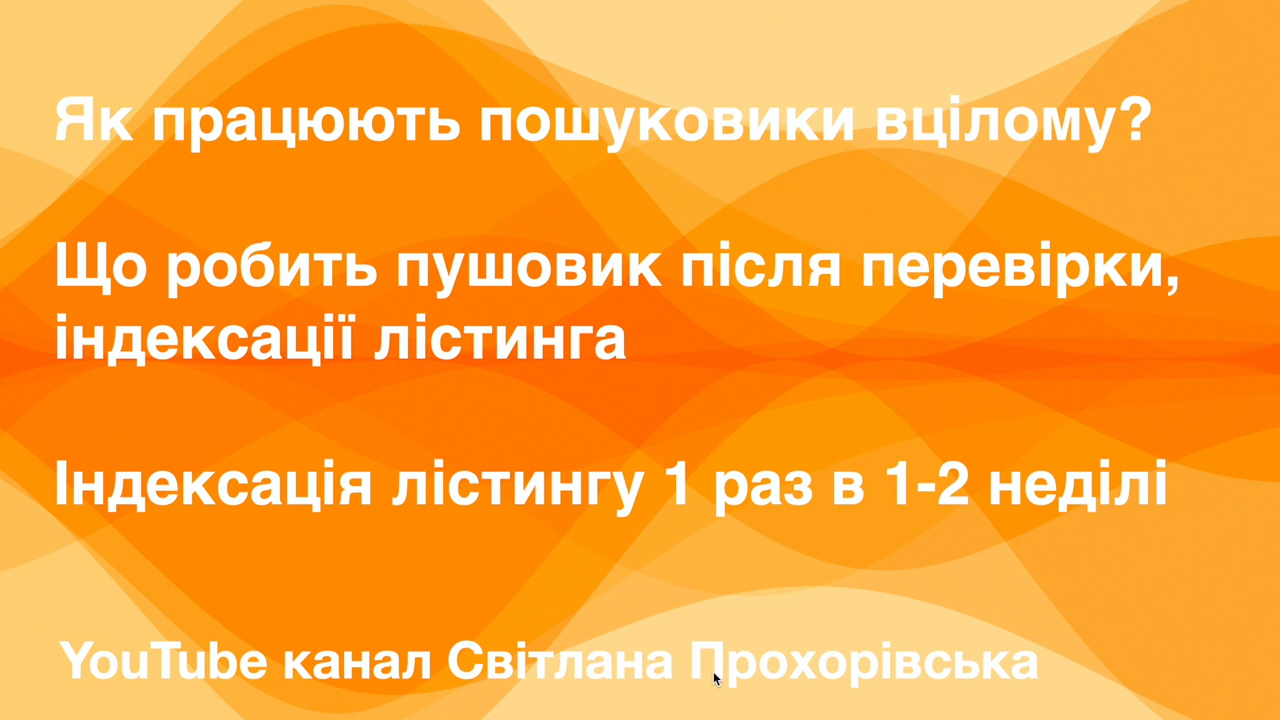 Як працюють пошуковики вцілому?
Що робить пушовик після перевірки,
індексації лістинга
Індексація лістингу 1 раз в 1-2 неділі
YouTube канал Світлана Прохорівська